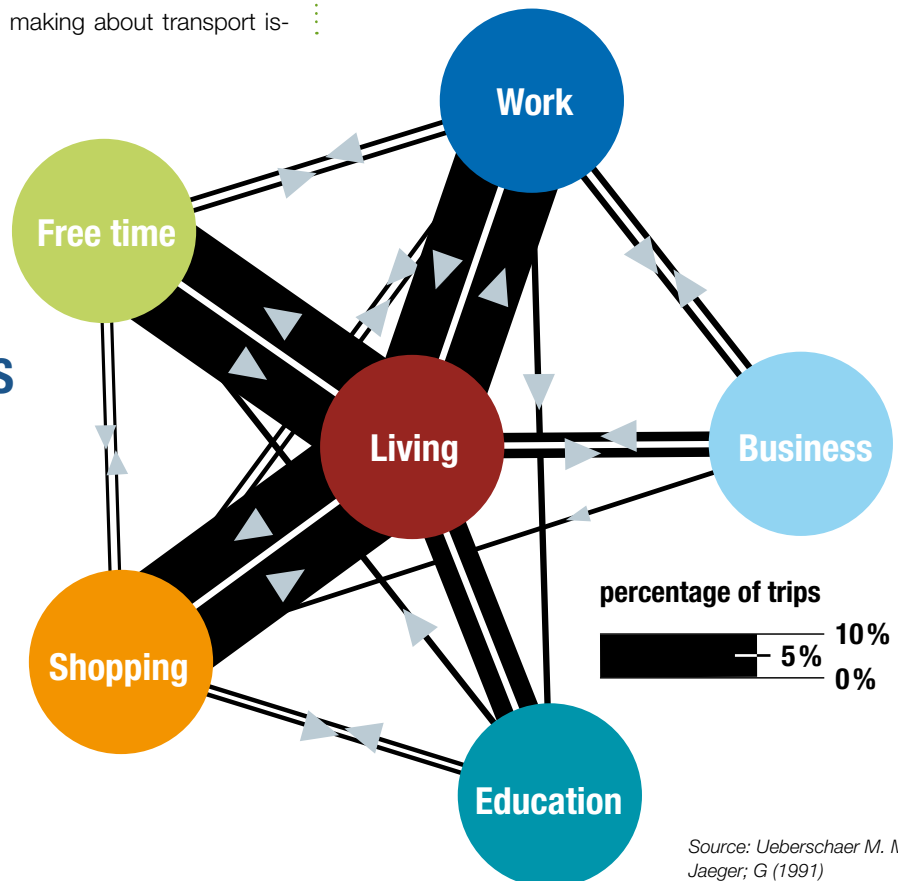 making about transport is-
Work
Free time
s
Living
Business
percentage of trips
10%
5%
0%
Shopping
Education
Source: Ueberschaer M. M
Jaeger; G (1991)